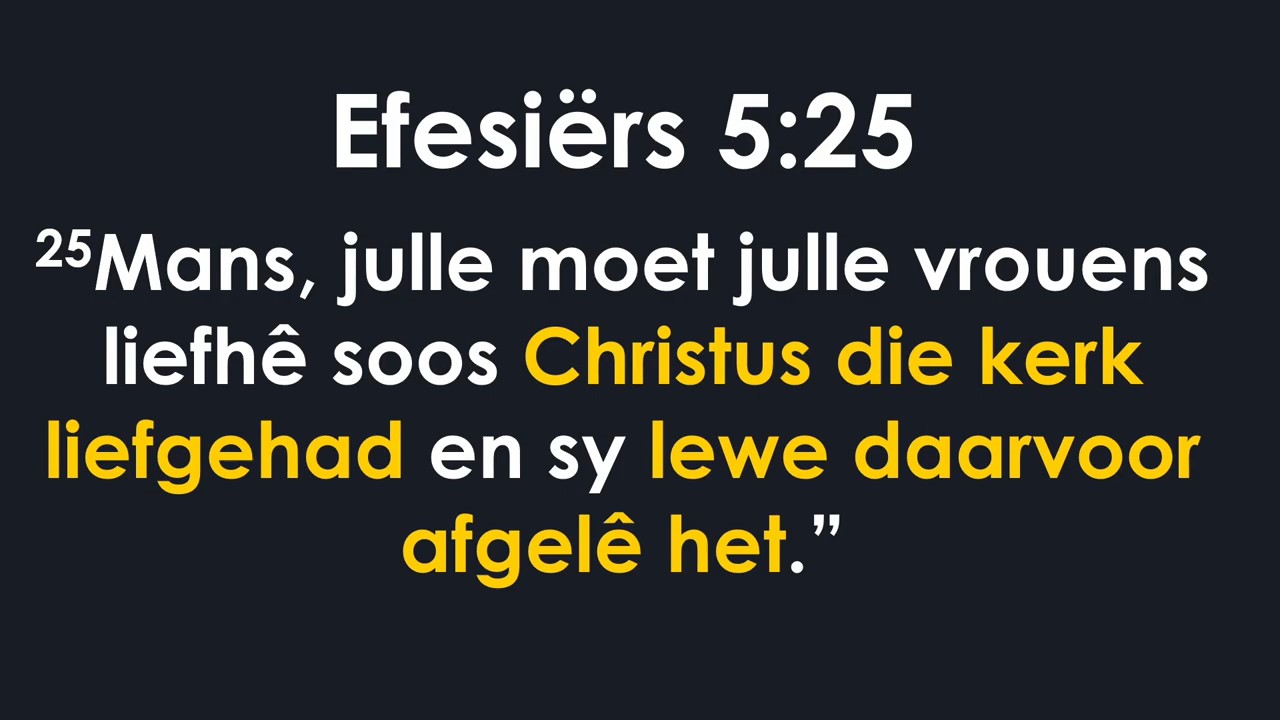 Efesiërs 5:25
²⁵Mans, julle moet julle vrouens
liefhê soos Christus die kerk
liefgehad en sy lewe daarvoor
afgelê het.”